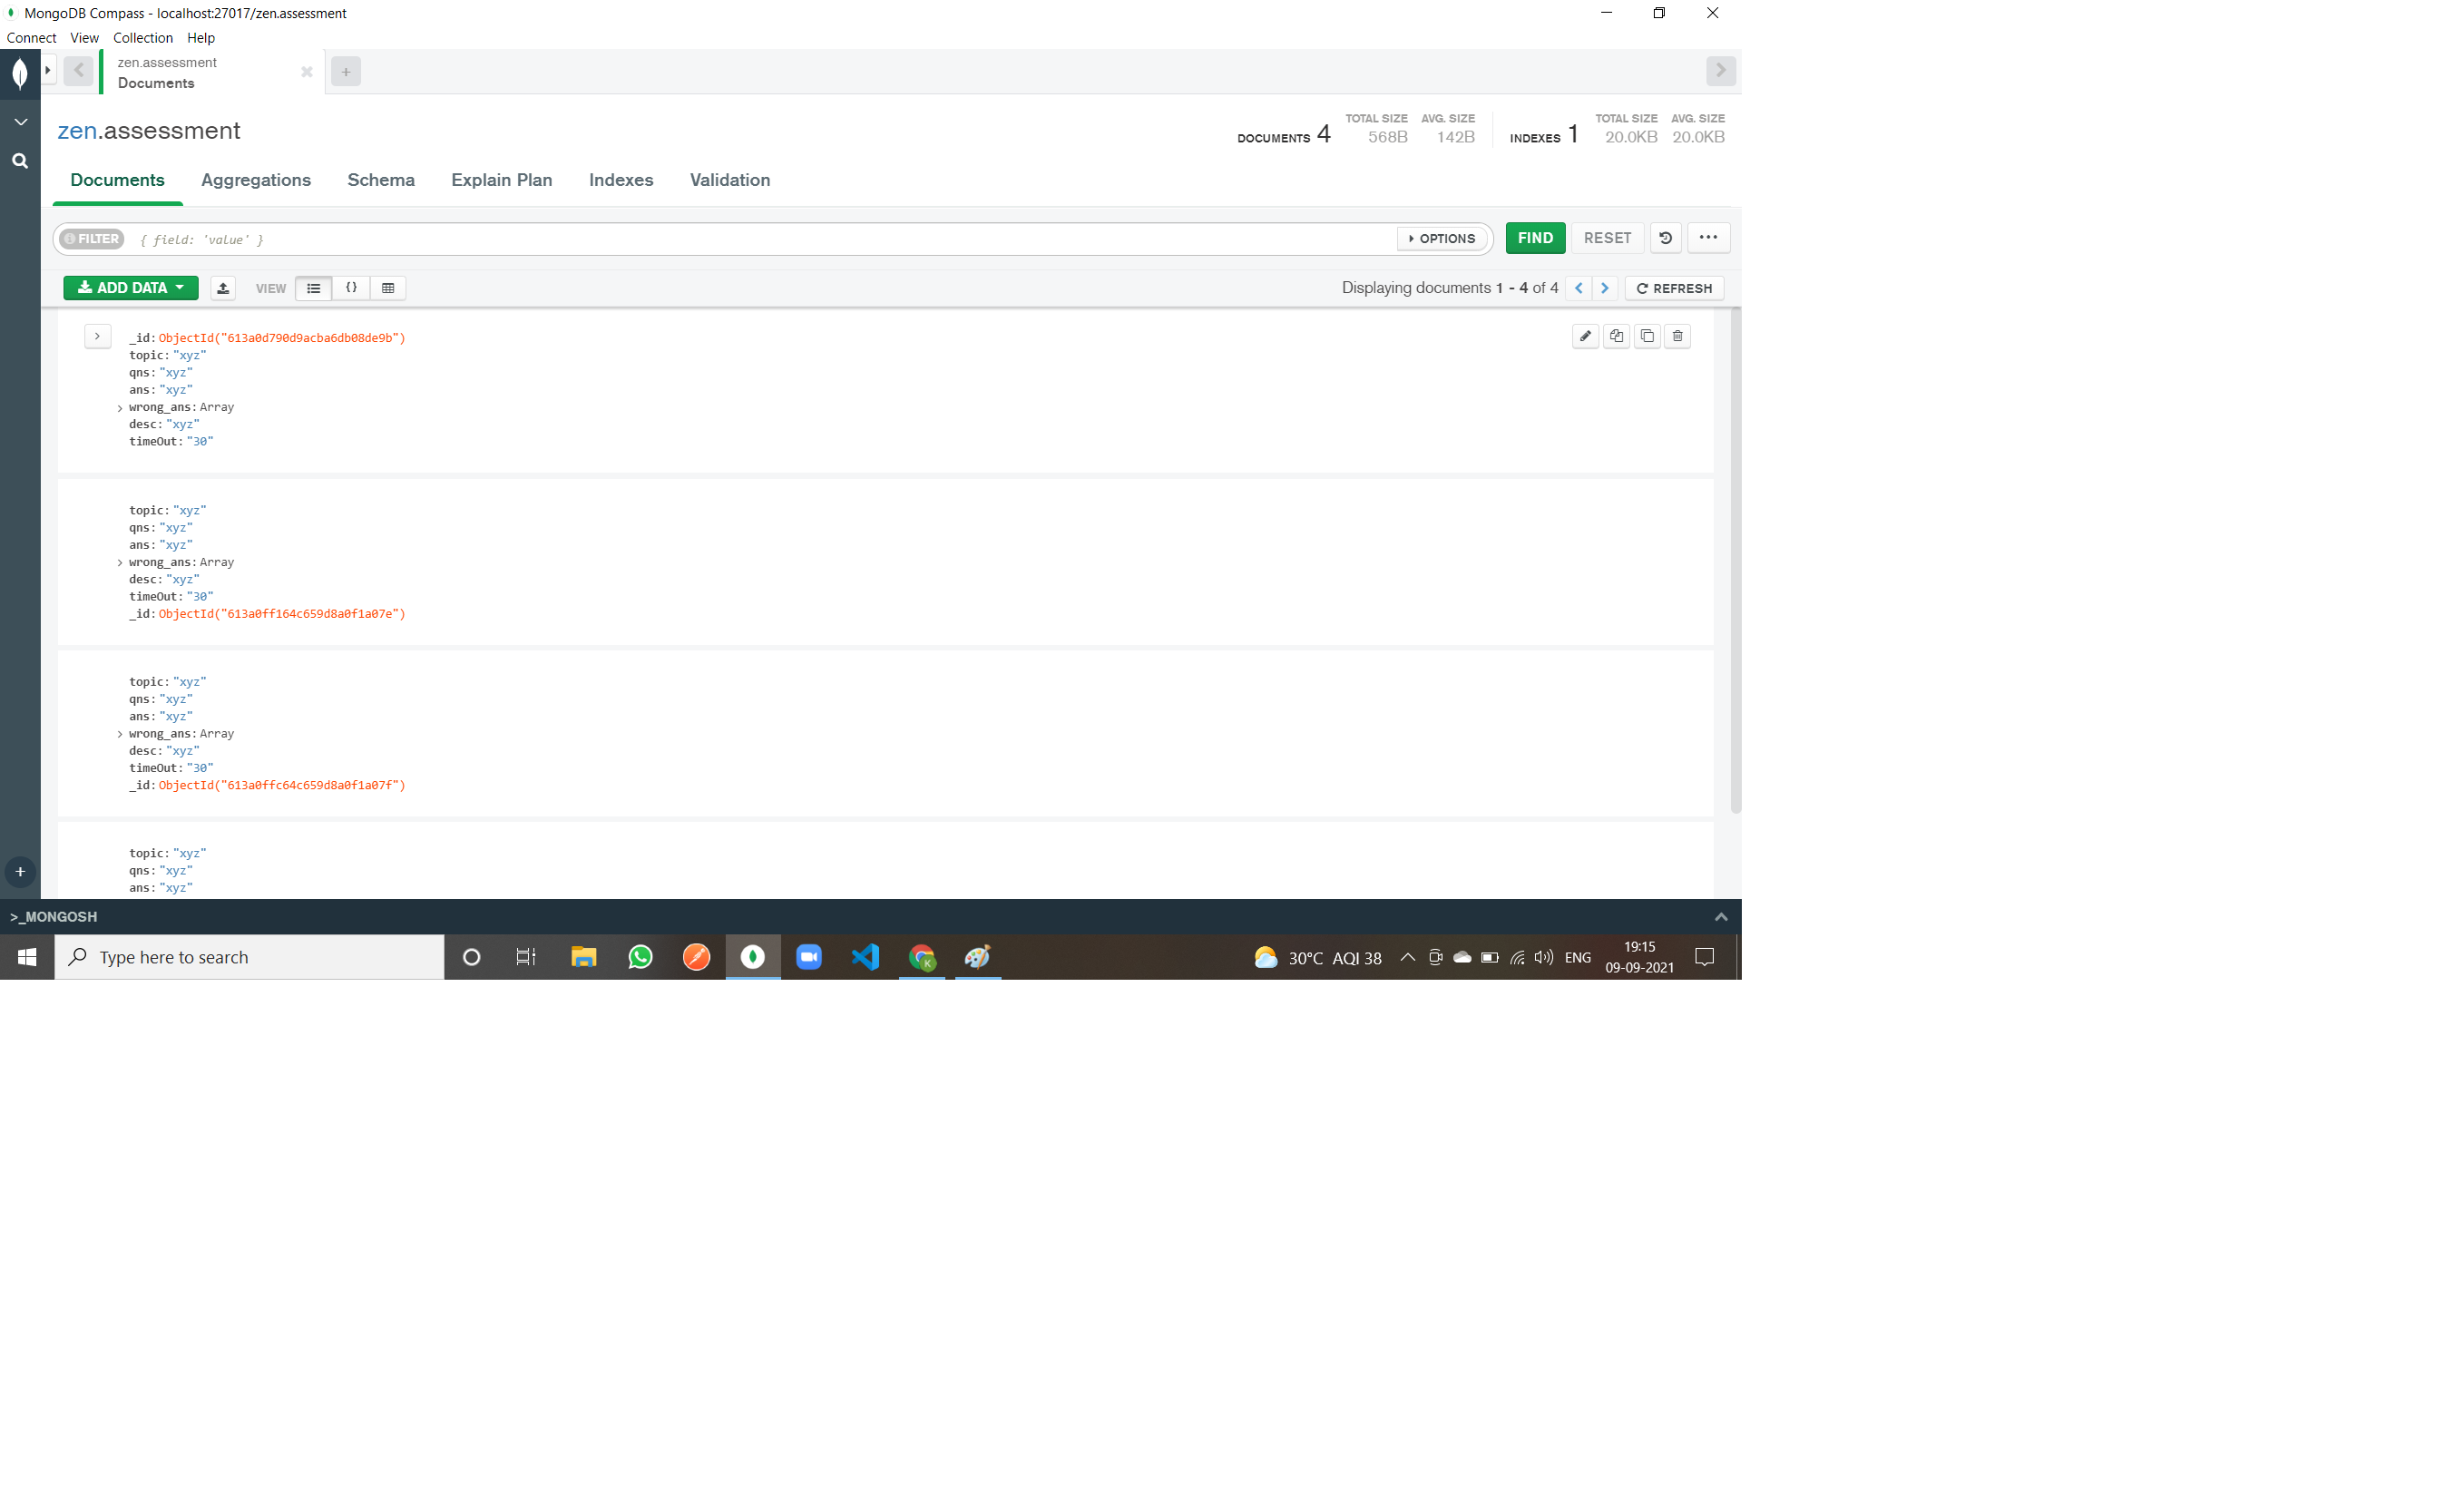 MongoDB Compass - localhost:27017/zen.assessment
Connect View Collection Help
zen.assessment
Documents
zen.assessment
DOCUMENTS 4 TOTAL SIZE 568B AVG. SIZE 142B INDEXES 1 TOTAL SIZE 20.0KB AVG. SIZE 20.0KB
Documents Aggregations Schema Explain Plan Indexes Validation
FILTER { field: 'value' } OPTIONS FIND RESET ...
ADD DATA VIEW {} Displaying documents 1 - 4 of 4 REFRESH
_id: ObjectId("613a0d790d9acba6db08de9b")
topic: "xyz"
qns: "xyz"
ans: "xyz"
wrong_ans: Array
desc: "xyz"
timeOut: "30"
topic: "xyz"
qns: "xyz"
ans: "xyz"
wrong_ans: Array
desc: "xyz"
timeOut: "30"
_id: ObjectId("613a0ff164c659d8a0f1a07e")
topic: "xyz"
qns: "xyz"
ans: "xyz"
wrong_ans: Array
desc: "xyz"
timeOut: "30"
_id: ObjectId("613a0ffc64c659d8a0f1a07f")
topic: "xyz"
qns: "xyz"
ans: "xyz"
>_MONGOSH
Type here to search K 30°C AQI 38 ENG 19:15
09-09-2021